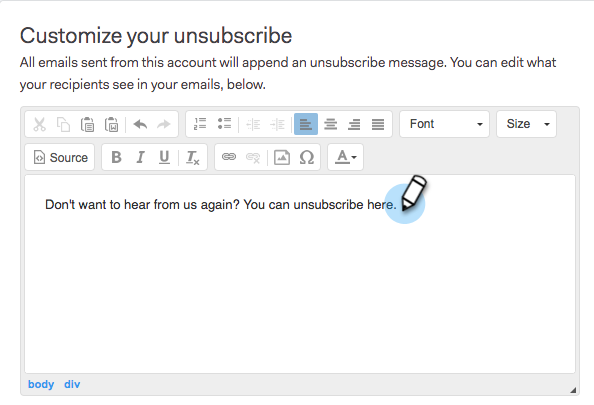 Customize your unsubscribe
All emails sent from this account will append an unsubscribe message. You can edit what
your recipients see in your emails, below.
Font Size
Source B I U Tx Ω A
Don't want to hear from us again? You can unsubscribe here.
body div